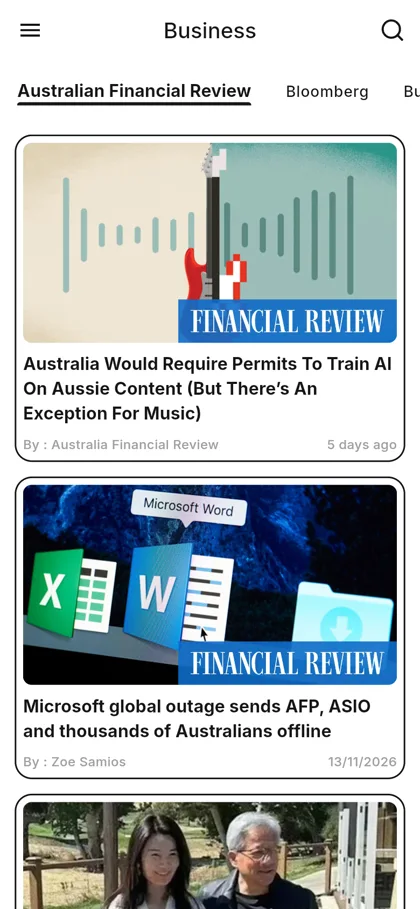 Business
Australian Financial Review
Bloomberg
Bu
FINANCIAL REVIEW
Australia Would Require Permits To Train AI
On Aussie Content (But There's An
Exception For Music)
By : Australia Financial Review
5 days ago
Microsoft Word
X
W
FINANCIAL REVIEW
Microsoft global outage sends AFP, ASIO
and thousands of Australians offline
By : Zoe Samios
13/11/2026